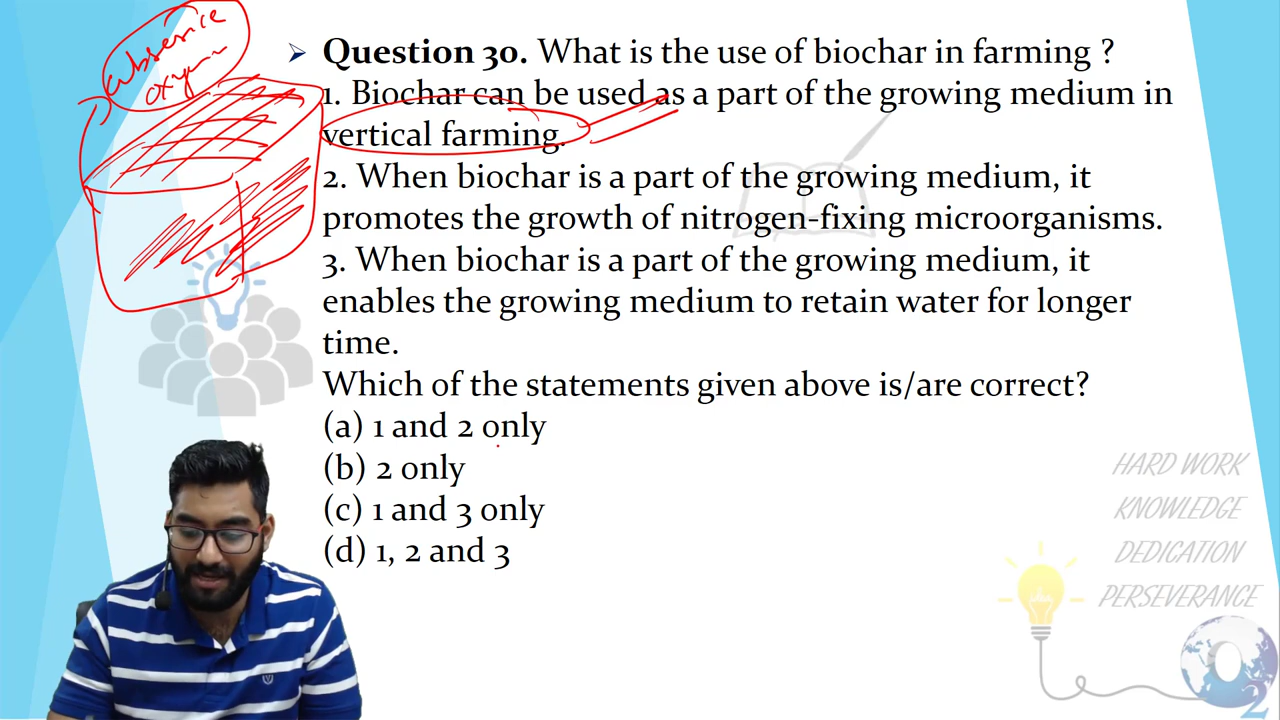 absence
oxygen
➤ Question 30. What is the use of biochar in farming ?
1. Biochar can be used as a part of the growing medium in
vertical farming.
2. When biochar is a part of the growing medium, it
promotes the growth of nitrogen-fixing microorganisms.
3. When biochar is a part of the growing medium, it
enables the growing medium to retain water for longer
time.
Which of the statements given above is/are correct?
(a) 1 and 2 only
(b) 2 only
(c) 1 and 3 only
(d) 1, 2 and 3
HARD WORK
KNOWLEDGE
DEDICATION
PERSEVERANCE
O2